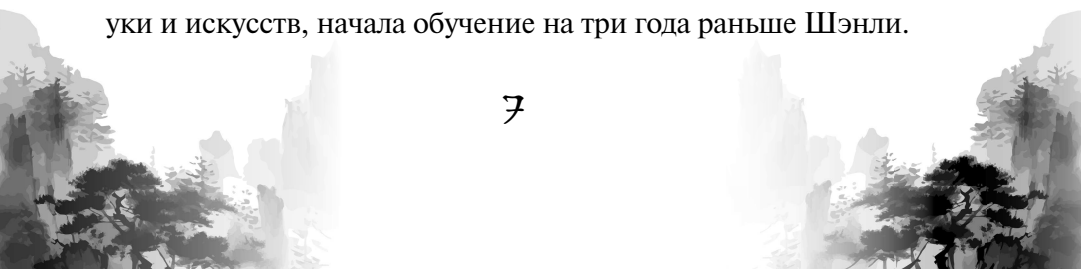 уки и искусств, начала обучение на три года раньше Шэнли.
7